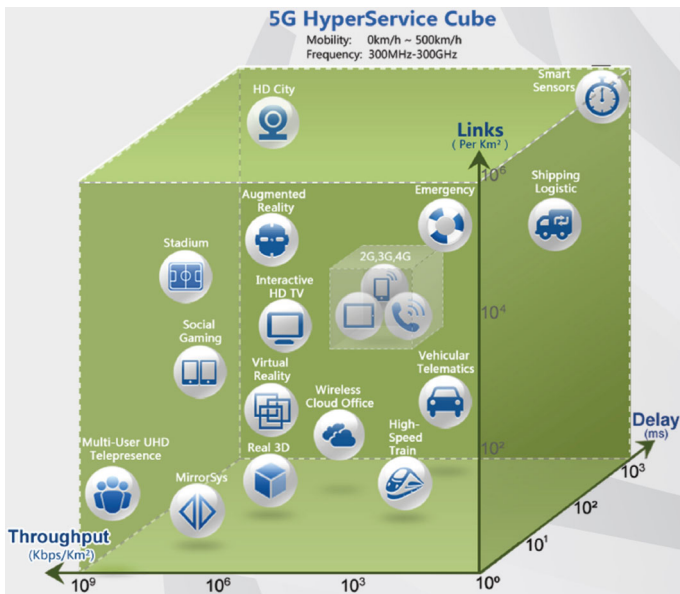 5G HyperService Cube
Mobility: 0km/h ~ 500km/h
Frequency: 300MHz-300GHz
Smart
Sensors
HD City
Links
( Per Km² )
10⁶
Shipping
Logistic
Emergency
Augmented
Reality
Stadium
2G,3G,4G
Interactive
HD TV
10⁴
Social
Gaming
Vehicular
Telematics
Virtual
Reality
Wireless
Cloud Office
Delay
(ms)
High-
Speed
Train
10²
Multi-User UHD
Telepresence
Real 3D
MirrorSys
10³
10²
10¹
Throughput
(Kbps/Km²)
10⁹
10⁶
10³
10⁰